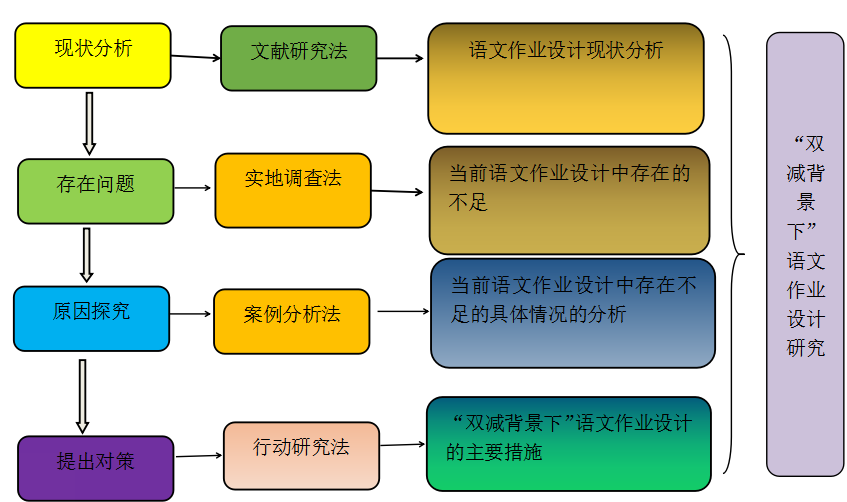 现状分析
文献研究法
语文作业设计现状分析
存在问题
实地调查法
当前语文作业设计中存在的
不足
原因探究
案例分析法
当前语文作业设计中存在不
足的具体情况的分析
提出对策
行动研究法
“双减背景下”语文作业设计
的主要措施
“双
减背
景
下”
语文
作业
设计
研究